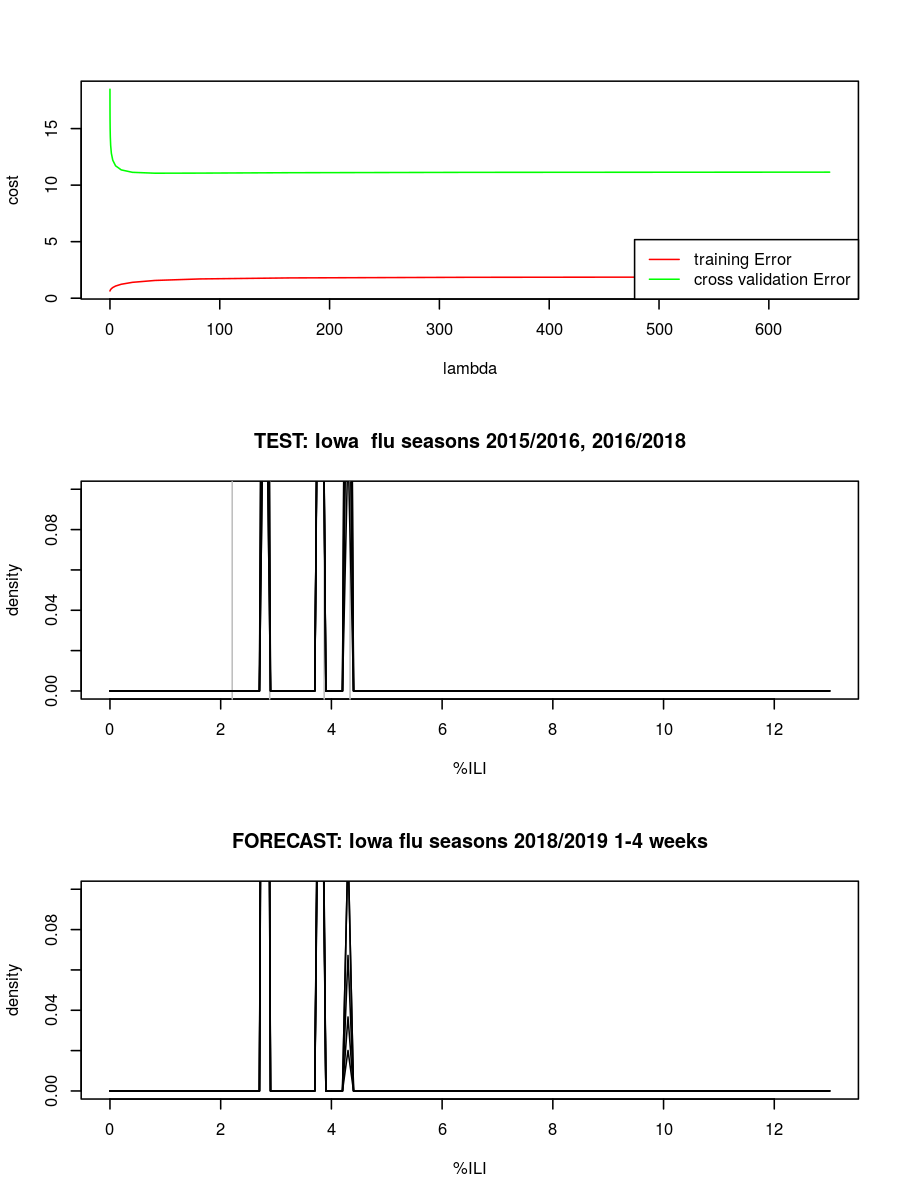 15
10
5
0
cost
training Error
cross validation Error
0 100 200 300 400 500 600
lambda
TEST: Iowa  flu seasons 2015/2016, 2016/2018
0.08
0.04
0.00
density
0 2 4 6 8 10 12
%ILI
FORECAST: Iowa flu seasons 2018/2019 1-4 weeks
0.08
0.04
0.00
density
0 2 4 6 8 10 12
%ILI